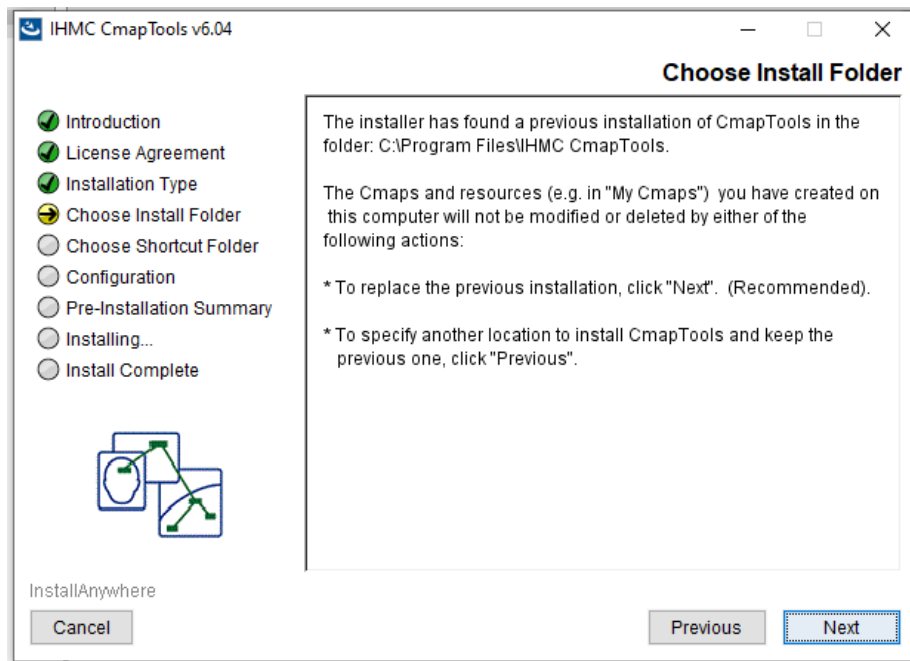 IHMC CmapTools v6.04
Choose Install Folder
Introduction
License Agreement
Installation Type
Choose Install Folder
Choose Shortcut Folder
Configuration
Pre-Installation Summary
Installing...
Install Complete
The installer has found a previous installation of CmapTools in the
folder: C:\Program Files\IHMC CmapTools.
The Cmaps and resources (e.g. in "My Cmaps") you have created on
this computer will not be modified or deleted by either of the
following actions:
* To replace the previous installation, click "Next". (Recommended).
* To specify another location to install CmapTools and keep the
previous one, click "Previous".
InstallAnywhere
Cancel
Previous
Next